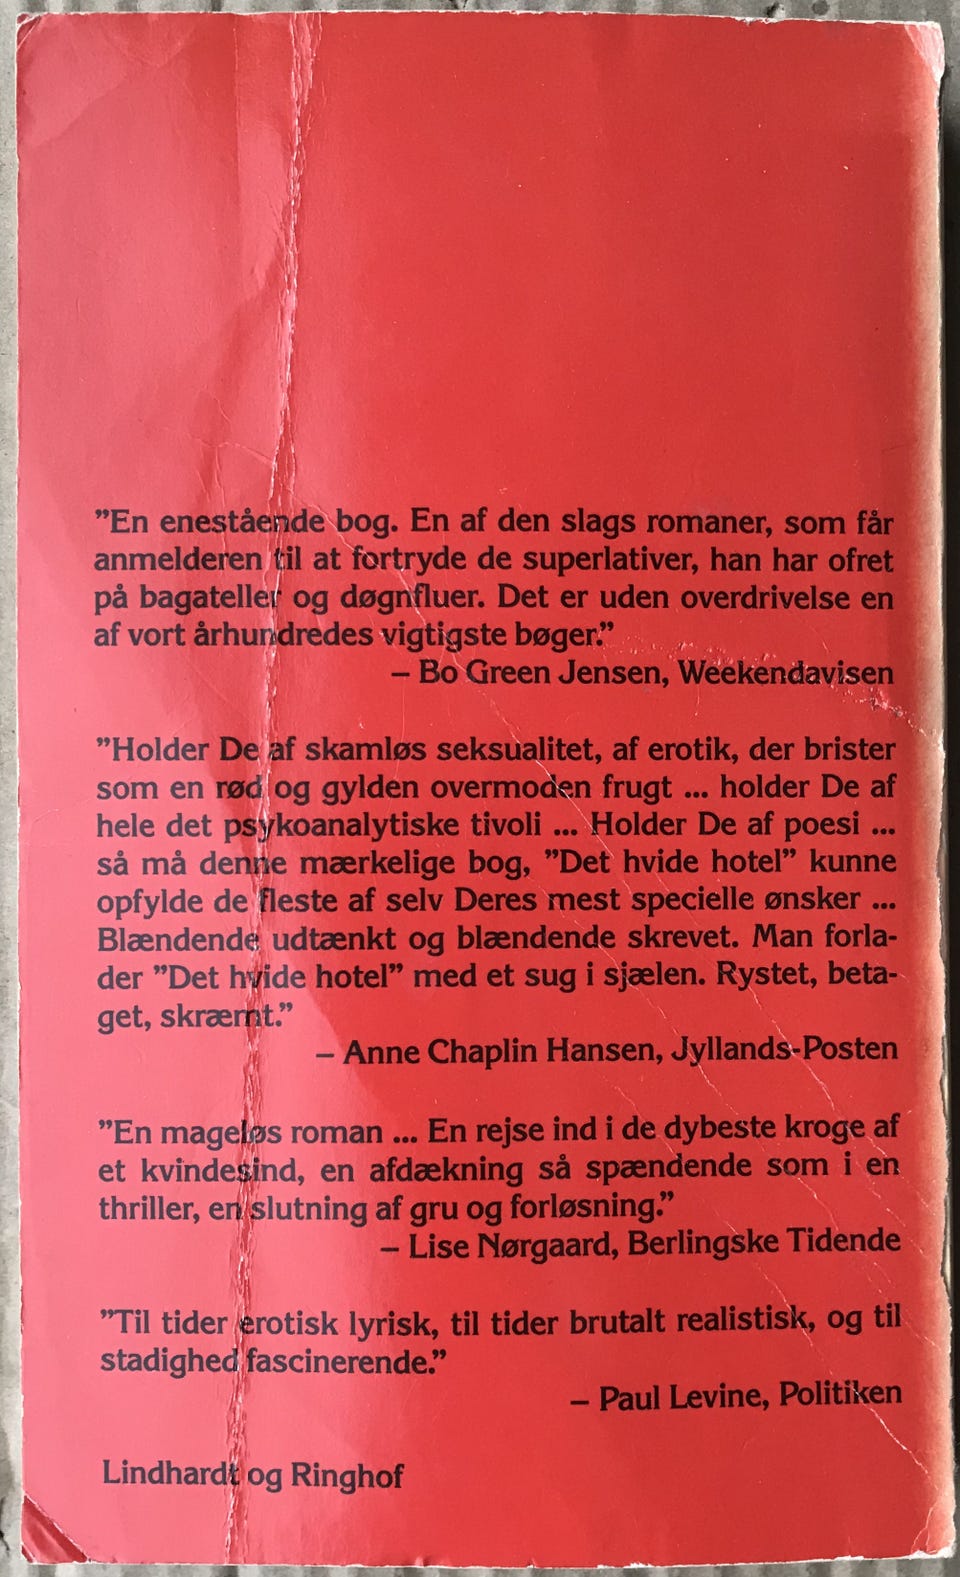 ”En enestående bog. En af den slags romaner, som får
anmelderen til at fortryde de superlativer, han har ofret
på bagateller og døgnfluer. Det er uden overdrivelse en
af vort århundredes vigtigste bøger.”
– Bo Green Jensen, Weekendavisen
”Holder De af skamløs seksualitet, af erotik, der brister
som en rød og gylden overmoden frugt ... holder De af
hele det psykoanalytiske tivoli ... Holder De af poesi ...
så må denne mærkelige bog, ”Det hvide hotel” kunne
opfylde de fleste af selv Deres mest specielle ønsker ...
Blændende udtænkt og blændende skrevet. Man forla-
der ”Det hvide hotel” med et sug i sjælen. Rystet, beta-
get, skræmt.”
– Anne Chaplin Hansen, Jyllands-Posten
”En mageløs roman ... En rejse ind i de dybeste kroge af
et kvindesind, en afdækning så spændende som i en
thriller, en slutning af gru og forløsning.”
– Lise Nørgaard, Berlingske Tidende
”Til tider erotisk lyrisk, til tider brutalt realistisk, og til
stadighed fascinerende.”
– Paul Levine, Politiken
Lindhardt og Ringhof